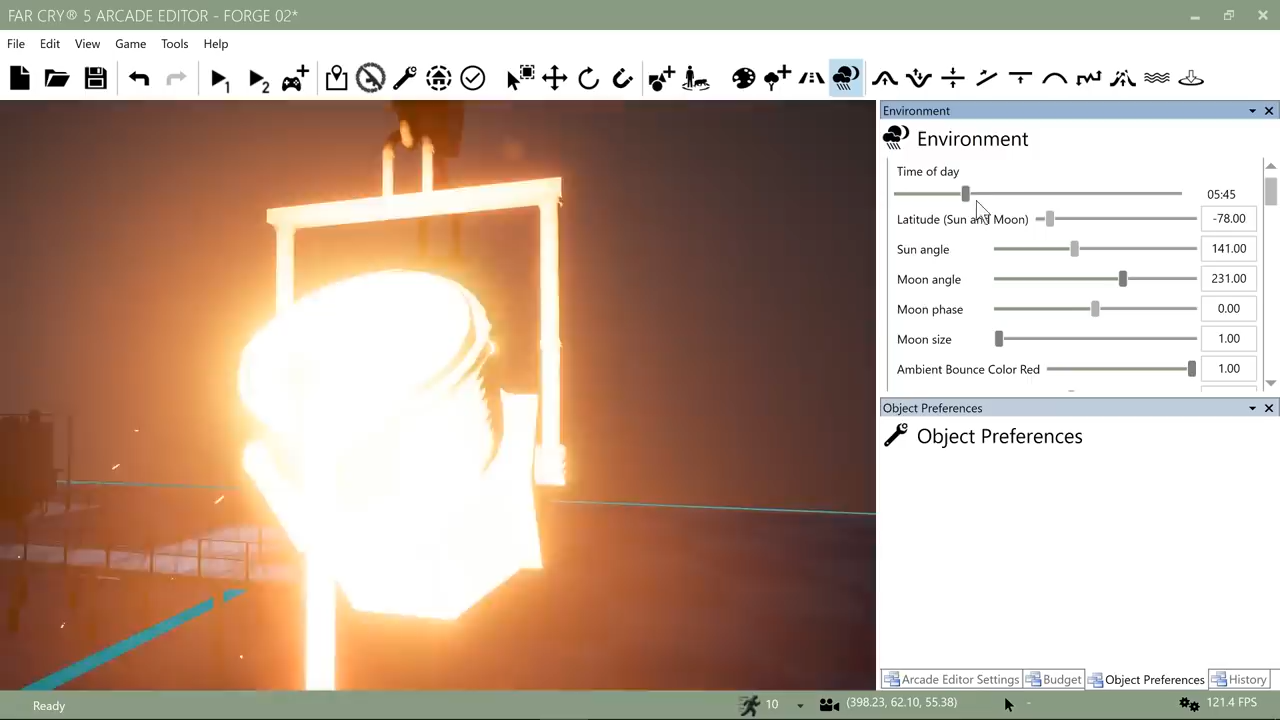 FAR CRY® 5 ARCADE EDITOR - FORGE 02*
File Edit View Game Tools Help
1 2
Environment
Environment
Time of day
05:45
Latitude (Sun and Moon) -78.00
Sun angle 141.00
Moon angle 231.00
Moon phase 0.00
Moon size 1.00
Ambient Bounce Color Red 1.00
Object Preferences
Object Preferences
Arcade Editor Settings Budget Object Preferences History
Ready 10 (398.23, 62.10, 55.38) - 121.4 FPS